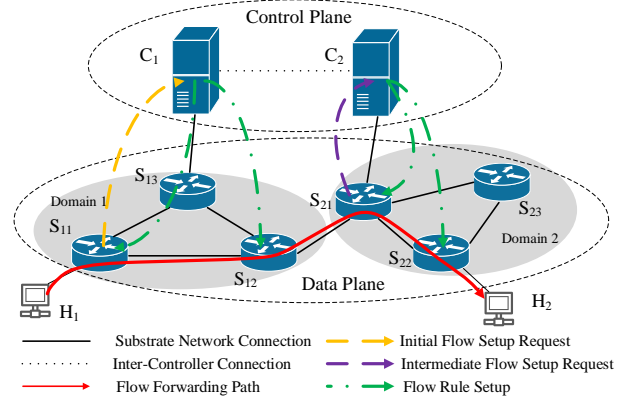 Control Plane
C1
C2
S13
Domain 1
S11
S12
S21
S23
S22
Domain 2
H1
Data Plane
H2
Substrate Network Connection
Initial Flow Setup Request
Inter-Controller Connection
Intermediate Flow Setup Request
Flow Forwarding Path
Flow Rule Setup